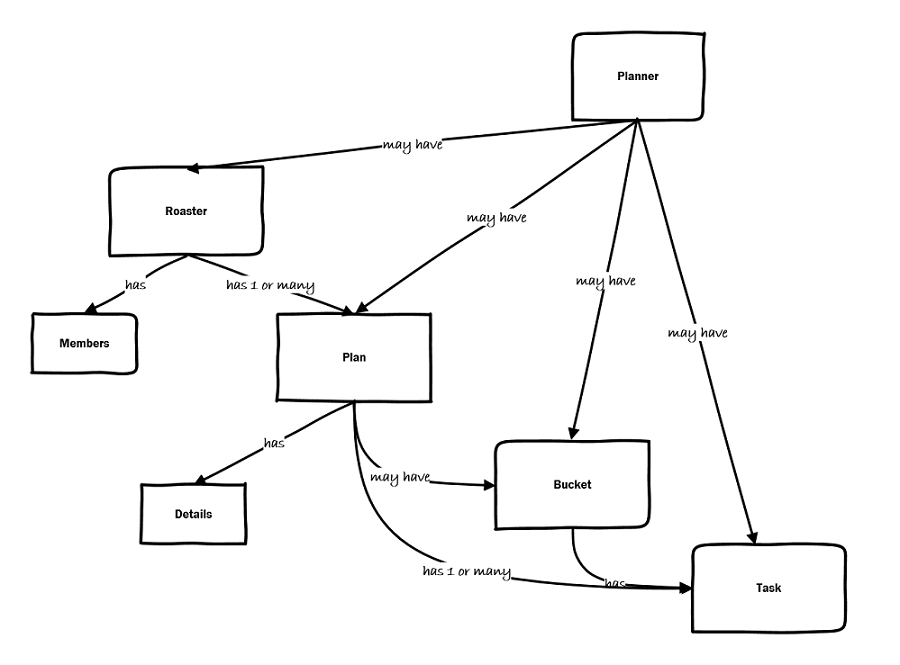 Planner
may have
Roaster
may have
has
has 1 or many
may have
Members
Plan
may have
has
may have
Bucket
Details
has 1 or many
has
Task